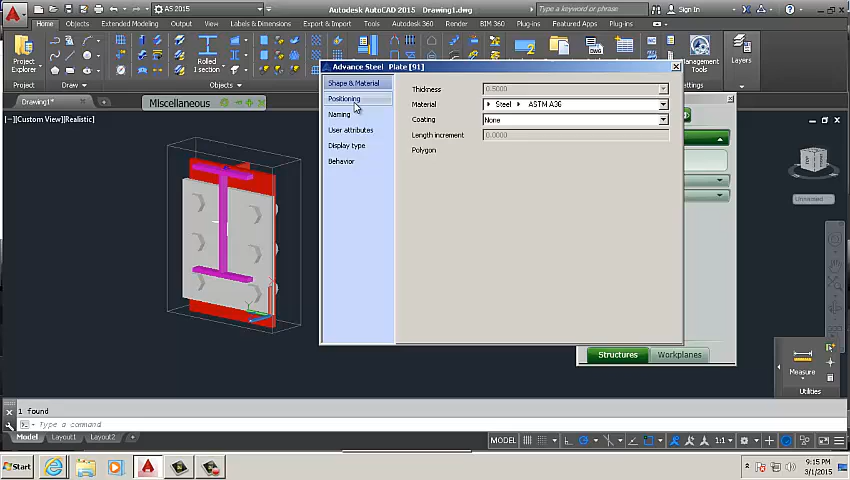 Autodesk AutoCAD 2015 Drawing1.dwg
AS 2015
Type a keyword or phrase
Sign In
Home
Objects
Extended Modeling
Output
View
Labels & Dimensions
Export & Import
Tools
Autodesk 360
Express Tools
BIM 360
Plug-ins
Featured Apps
Plug-ins
Project
Explorer
Rolled
I section
Management
Tools
Layers
Draw
Objects
Drawing1*
Miscellaneous
[-][Custom View][Realistic]
Advance Steel Plate [91]
Shape & Material
Positioning
Naming
User attributes
Display type
Behavior
Thickness
0.5000
Material
Steel
ASTM A36
Coating
None
Length increment
0.0000
Polygon
TOP
Unnamed
Structures
Workplanes
Measure
Utilities
1 found
Type a command
Model
Layout1
Layout2
MODEL
1:1
Start
9:15 PM
3/1/2015